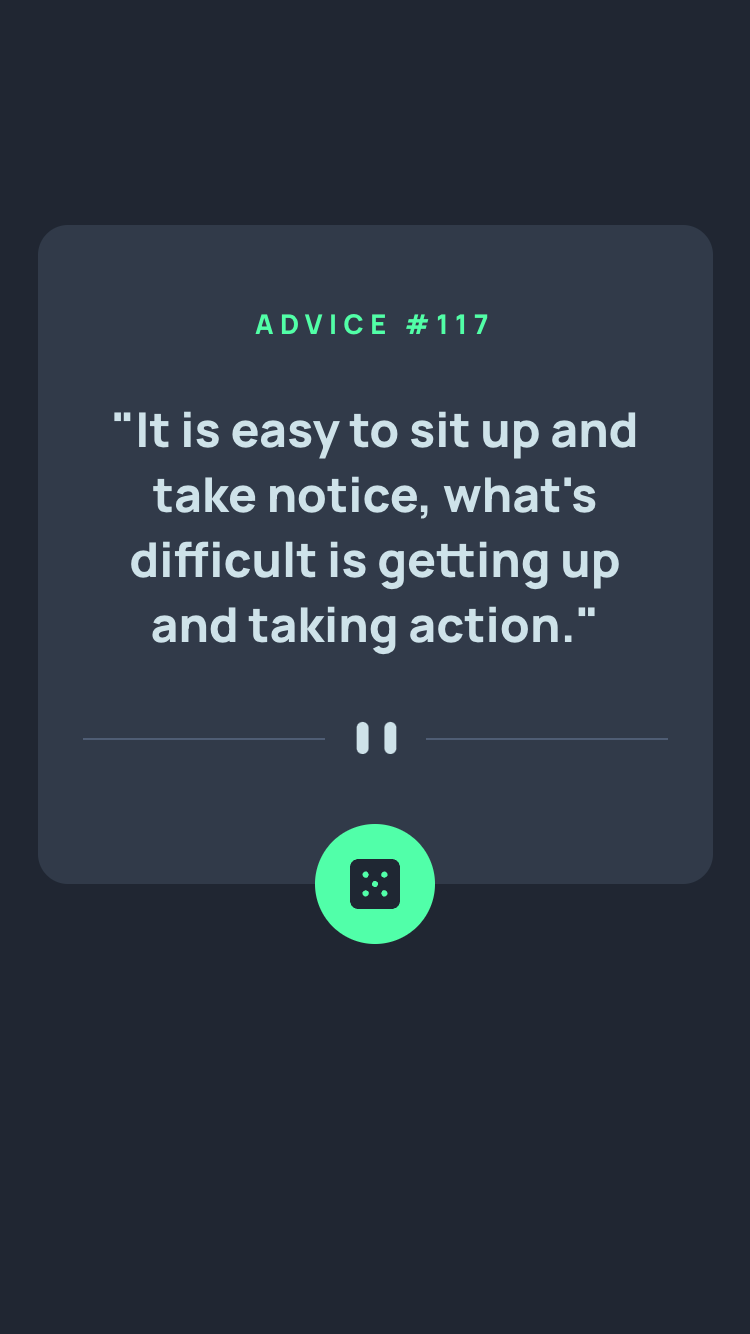 ADVICE #117
"It is easy to sit up and
take notice, what's
difficult is getting up
and taking action."